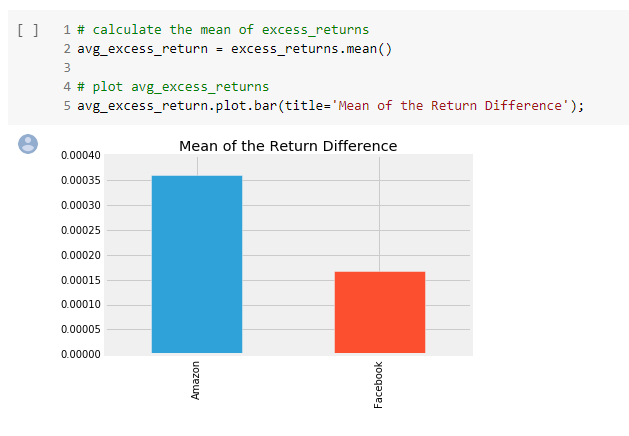 [ ]
1 # calculate the mean of excess_returns
2 avg_excess_return = excess_returns.mean()
3
4 # plot avg_excess_returns
5 avg_excess_return.plot.bar(title='Mean of the Return Difference');
Mean of the Return Difference
0.00040
0.00035
0.00030
0.00025
0.00020
0.00015
0.00010
0.00005
0.00000
Amazon
Facebook